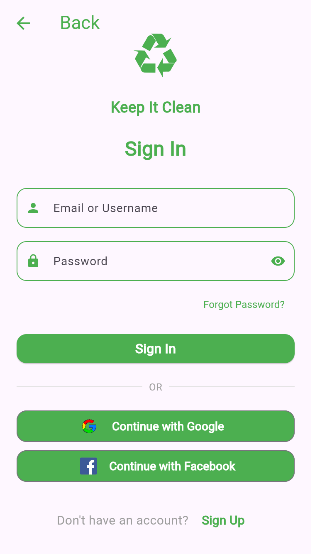 Back
Keep It Clean
Sign In
Email or Username
Password
Forgot Password?
Sign In
OR
Continue with Google
Continue with Facebook
Don't have an account? Sign Up